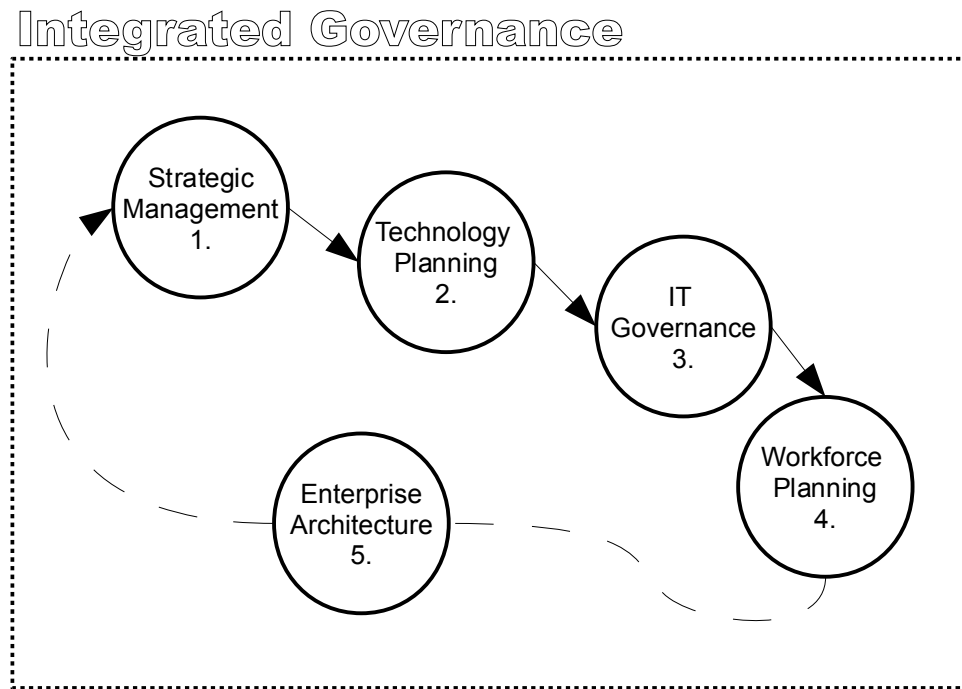 Integrated Governance
Strategic
Management
1.
Technology
Planning
2.
IT
Governance
3.
Workforce
Planning
4.
Enterprise
Architecture
5.